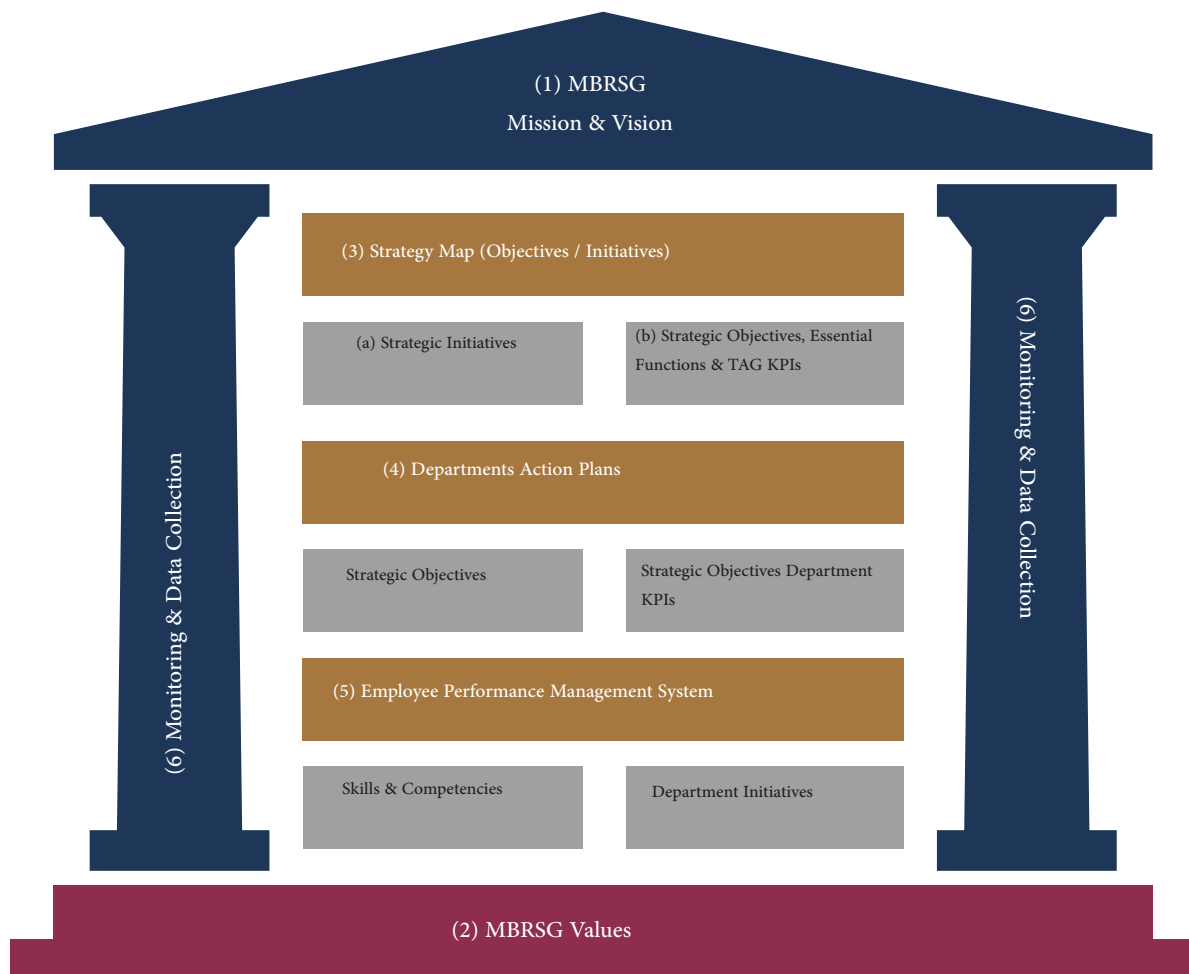 (1) MBRSG
Mission & Vision
(6) Monitoring & Data Collection
(3) Strategy Map (Objectives / Initiatives)
(a) Strategic Initiatives
(b) Strategic Objectives, Essential
Functions & TAG KPIs
(4) Departments Action Plans
Strategic Objectives
Strategic Objectives Department
KPIs
(5) Employee Performance Management System
Skills & Competencies
Department Initiatives
(6) Monitoring & Data Collection
(2) MBRSG Values